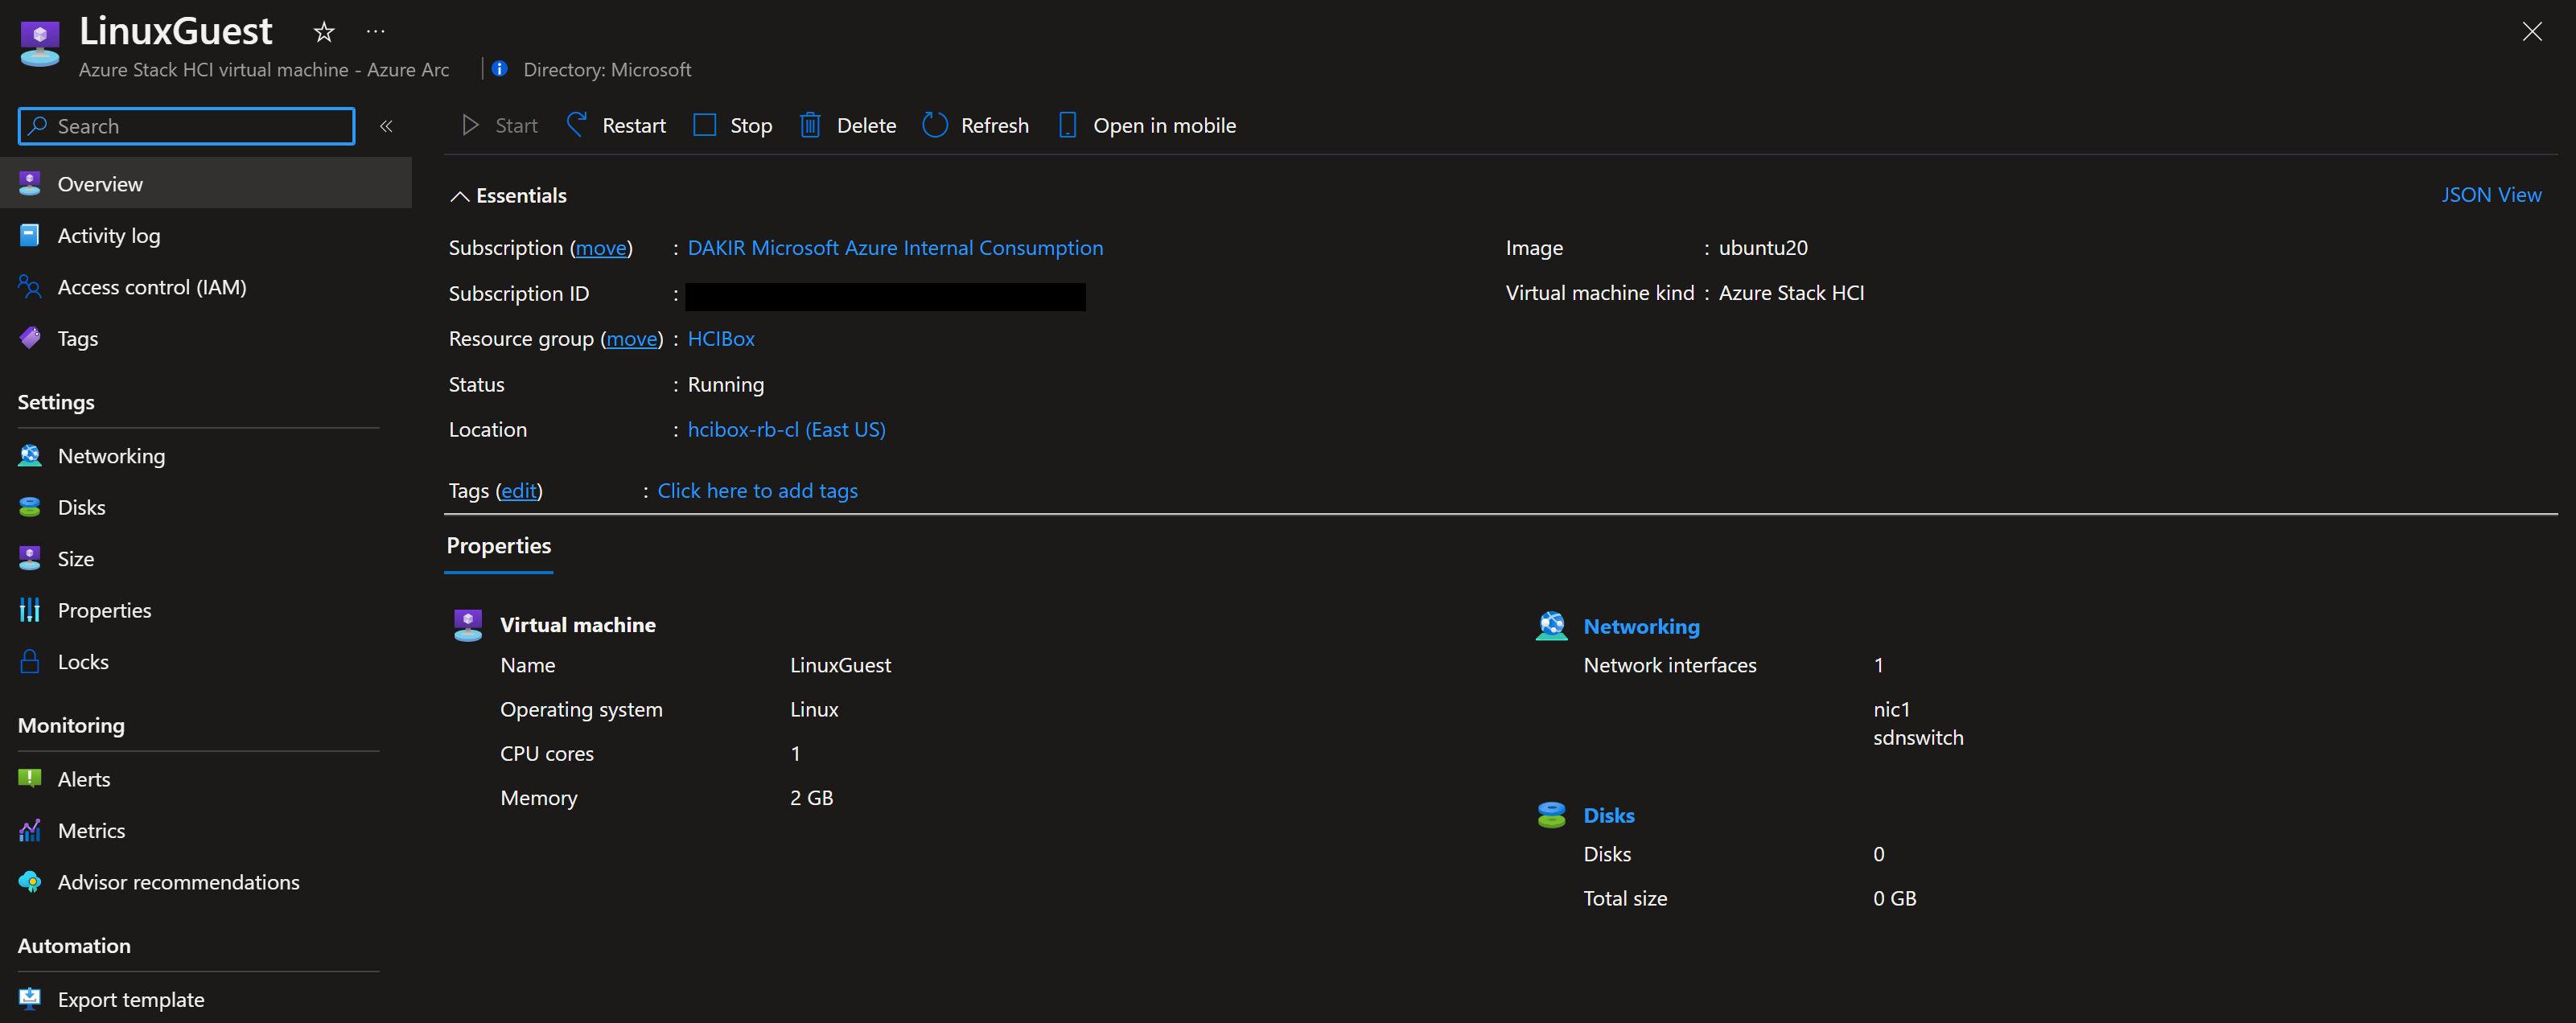 LinuxGuest
Azure Stack HCI virtual machine - Azure Arc
Directory: Microsoft
Search
«
Start
Restart
Stop
Delete
Refresh
Open in mobile
Overview
Activity log
Access control (IAM)
Tags
Settings
Networking
Disks
Size
Properties
Locks
Monitoring
Alerts
Metrics
Advisor recommendations
Automation
Export template
Essentials
JSON View
Subscription (move) : DAKIR Microsoft Azure Internal Consumption
Subscription ID :
Resource group (move) : HCIBox
Status : Running
Location : hcibox-rb-cl (East US)
Tags (edit) : Click here to add tags
Image : ubuntu20
Virtual machine kind : Azure Stack HCI
Properties
Virtual machine
Name LinuxGuest
Operating system Linux
CPU cores 1
Memory 2 GB
Networking
Network interfaces 1
nic1
sdnswitch
Disks
Disks 0
Total size 0 GB